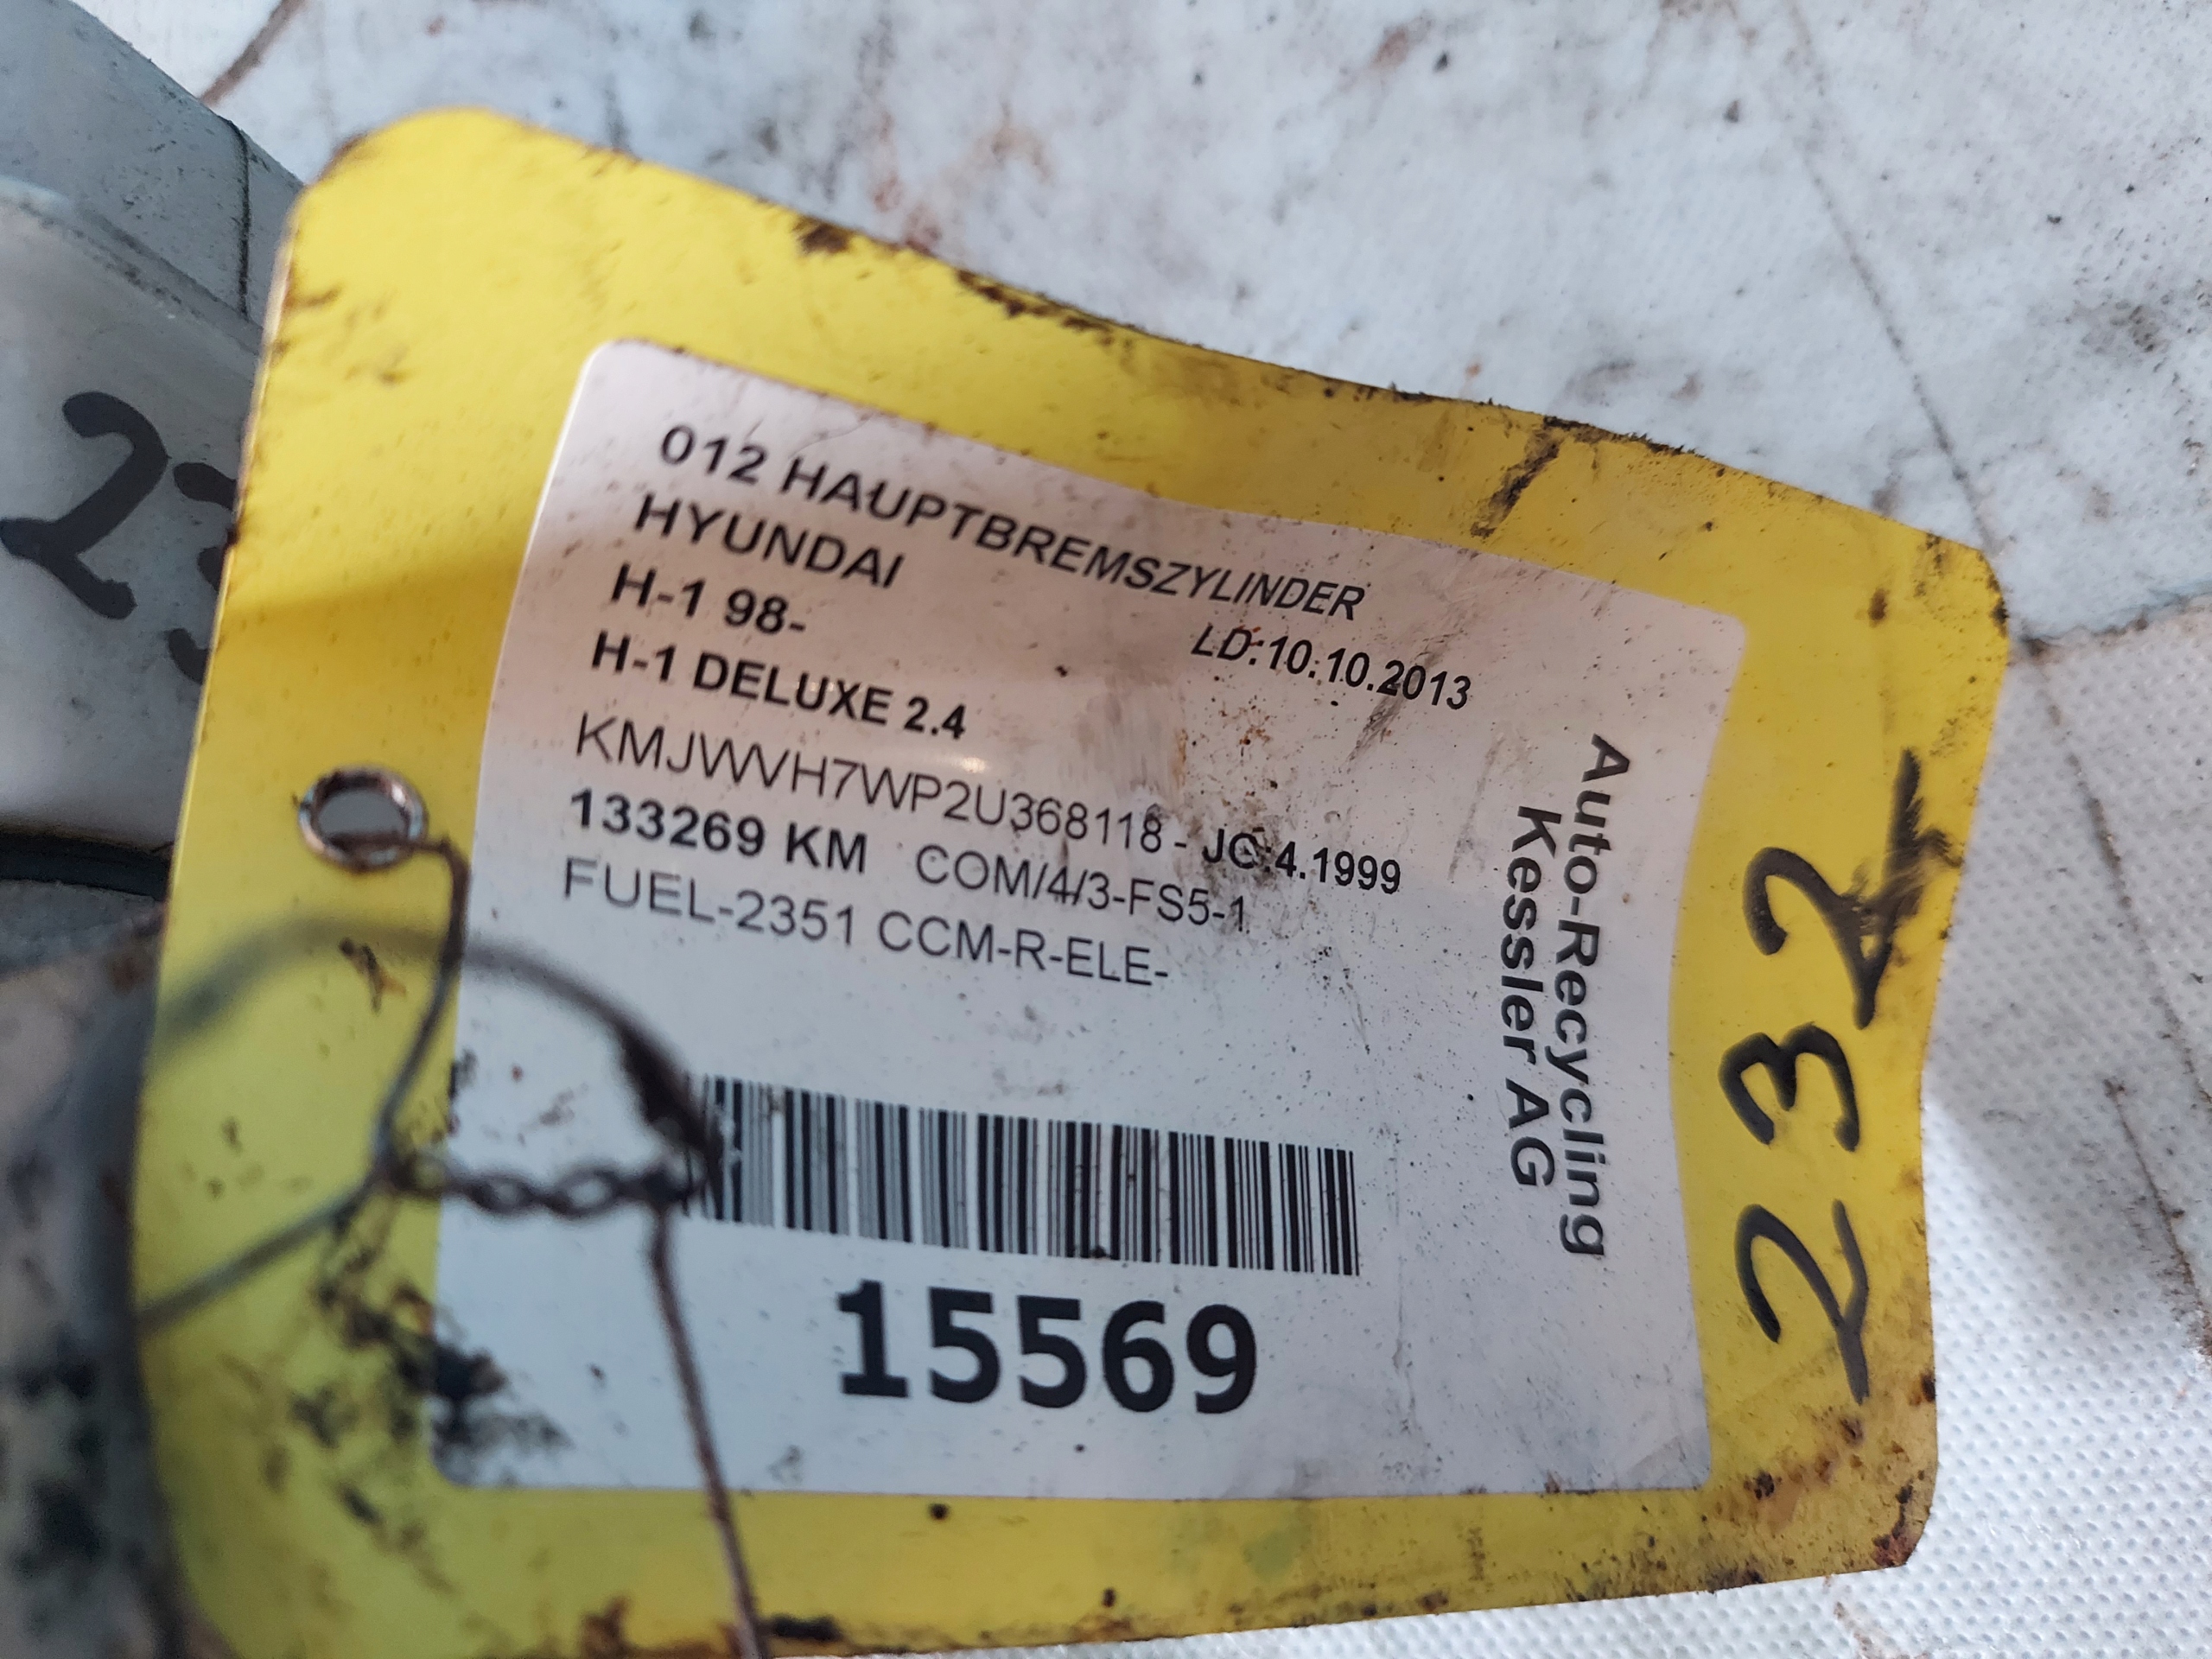 012 HAUPTBREMSZYLINDER
HYUNDAI
H-1 98-
LD:10.10.2013
H-1 DELUXE 2.4
KMJWVH7WP2U368118 - JG:4.1999
133269 KM COM/4/3-FS5-1
FUEL-2351 CCM-R-ELE-
Auto-Recycling
Kessler AG
15569
232
23